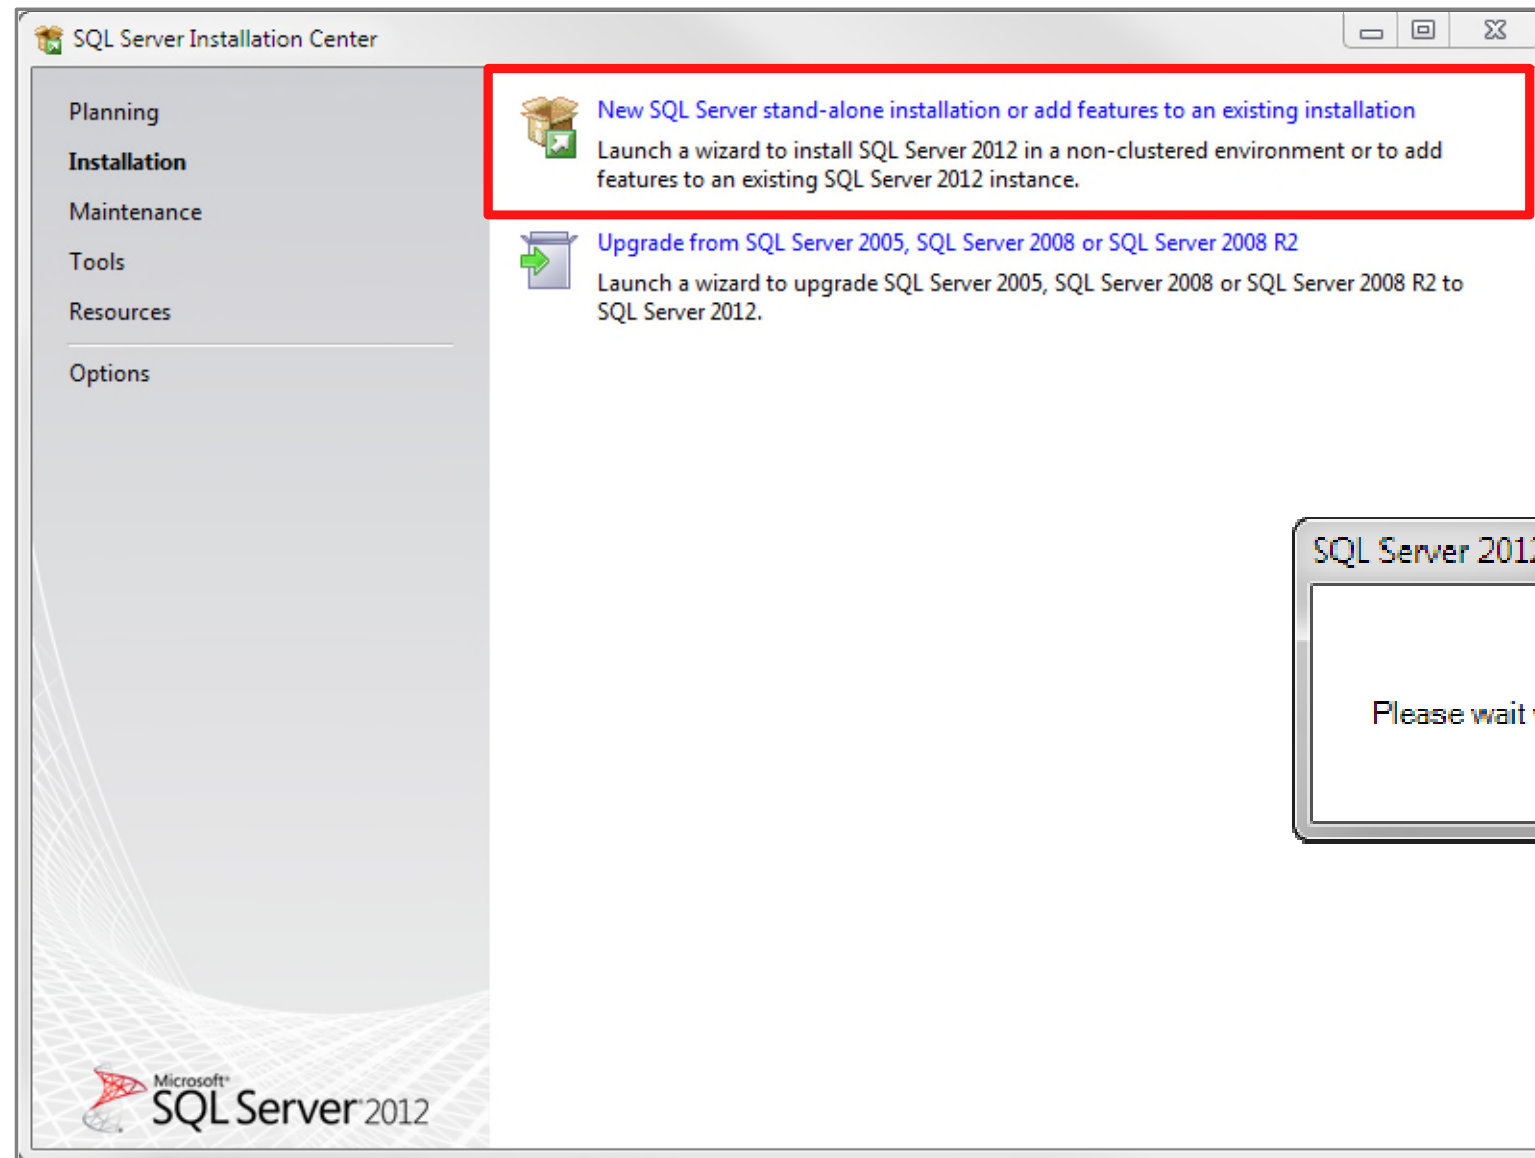 SQL Server Installation Center
Planning
Installation
Maintenance
Tools
Resources
Options
New SQL Server stand-alone installation or add features to an existing installation
Launch a wizard to install SQL Server 2012 in a non-clustered environment or to add
features to an existing SQL Server 2012 instance.
Upgrade from SQL Server 2005, SQL Server 2008 or SQL Server 2008 R2
Launch a wizard to upgrade SQL Server 2005, SQL Server 2008 or SQL Server 2008 R2 to
SQL Server 2012.
SQL Server 2012
Please wait
Microsoft
SQL Server 2012